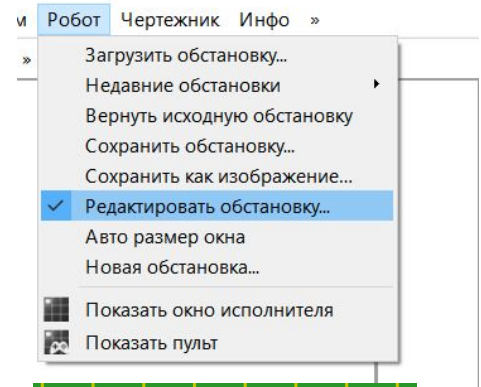 м Робот Чертежник Инфо »
»
Загрузить обстановку...
Недавние обстановки
Вернуть исходную обстановку
Сохранить обстановку...
Сохранить как изображение...
Редактировать обстановку...
Авто размер окна
Новая обстановка...
Показать окно исполнителя
Показать пульт